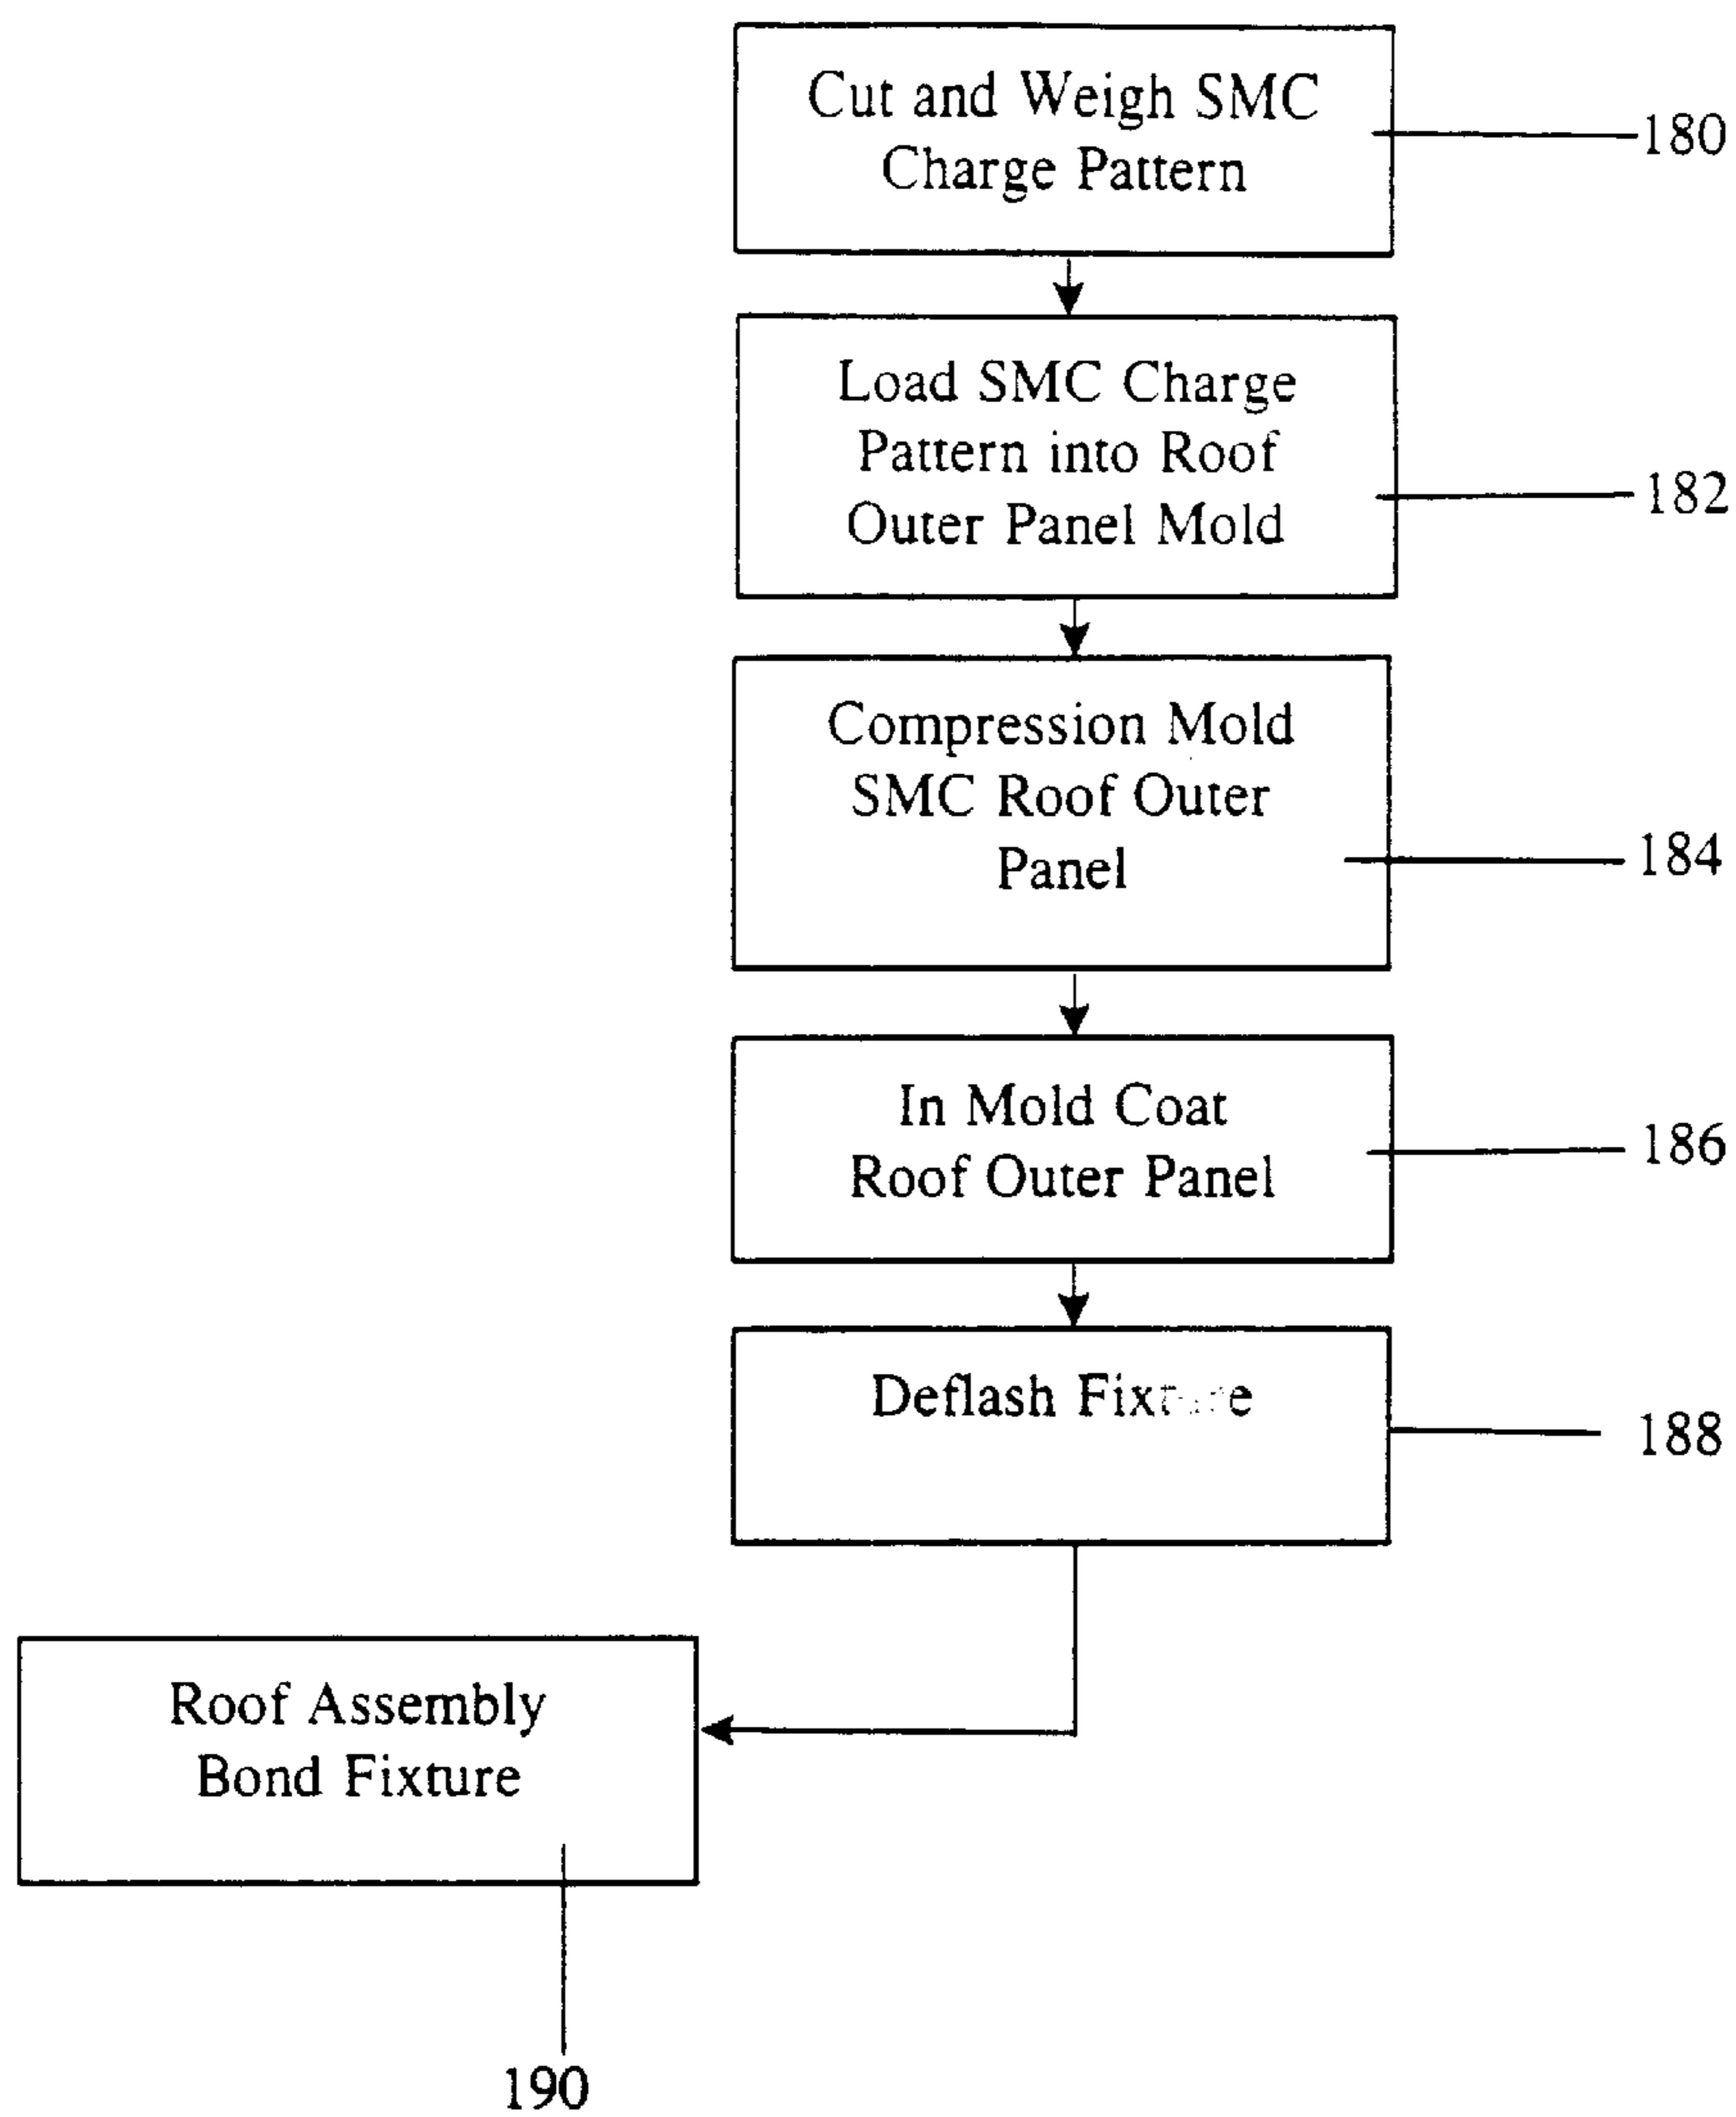 Cut and Weigh SMC
Charge Pattern
180
Load SMC Charge
Pattern into Roof
Outer Panel Mold
182
Compression Mold
SMC Roof Outer
Panel
184
In Mold Coat
Roof Outer Panel
186
Deflash Fixture
188
Roof Assembly
Bond Fixture
190